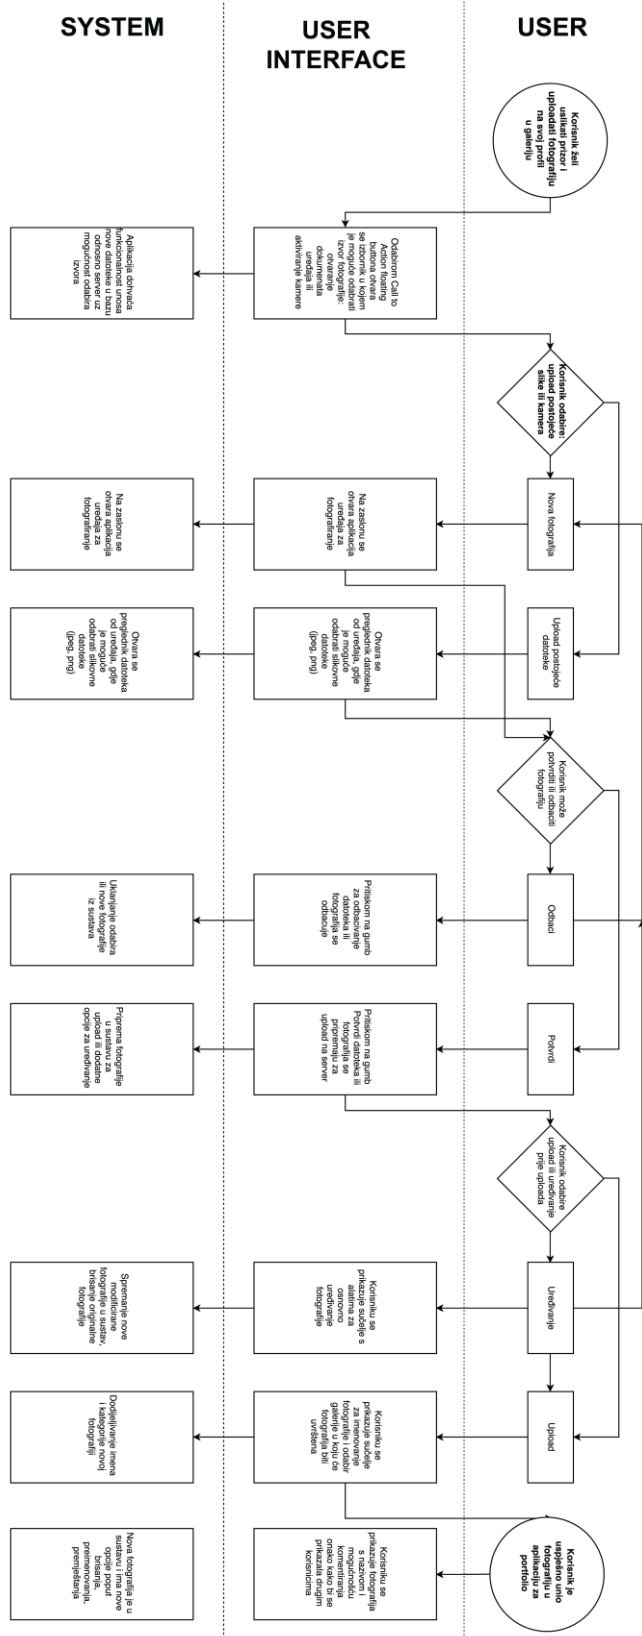 SYSTEM
USER
INTERFACE
USER
Korisnik želi
uslikati prizor i
uploadati fotografiju
na svoj profil
u galeriju
Odabirom Call to
Action floating
buttona otvara
se izbornik u kojem
je moguće odabrati
izvor fotografije:
otvaranje
dokumenata
uređaja ili
aktiviranje kamere
Aplikacija dohvaća
funkcionalnost unosa
nove datoteke u bazu
odnosno server uz
mogućnost odabira
izvora
Korisnik odabire:
upload postojeće
slike ili kamera
Nova fotografija
Na zaslonu se
otvara aplikacija
uređaja za
fotografiranje
Na zaslonu se
otvara aplikacija
uređaja za
fotografiranje
Upload postojeće
datoteke
Otvara se
preglednik datoteka
od uređaja, gdje
je moguće
odabrati slikovne
datoteke
(jpeg, png)
Otvara se
preglednik datoteka
od uređaja, gdje
je moguće
odabrati slikovne
datoteke
(jpeg, png)
Korisnik može
potvrditi ili odbaciti
fotografiju
Odbaci
Pritiskom na gumb
za odbacivanje
datoteka ili
fotografija se
odbacuje
Uklanjanje odabira
ili nove fotografije
iz sustava
Potvrdi
Pritiskom na gumb
Potvrdi datoteka ili
fotografija se
pripremaju za
upload na server
Priprema fotografije
u sustavu za
upload ili dodatne
opcije za uređivanje
Korisnik odabire
upload ili uređivanje
prije uploada
Uređivanje
Korisniku se
prikazuje sučelje s
alatima za
osnovno
uređivanje
fotografije
Spremanje nove
modificirane
fotografije u sustav,
brisanje originalne
fotografije
Upload
Korisniku se
prikazuje sučelje
za imenovanje
fotografije i odabir
galerije u koju će
fotografija biti
uvrštena
Dodijeljivanje imena
i kategorije novoj
fotografiji
Korisnik je
uspješno unio
fotografiju u
aplikaciju za
portfolio
Korisniku se
prikazuje fotografija
s nazivom i
mogućnošću
komentiranja
onako kako bi se
prikazala drugim
korisnicima
Nova fotografija je u
sustavu i ima nove
opcije poput
brisanja,
preimenovanja,
premještanja